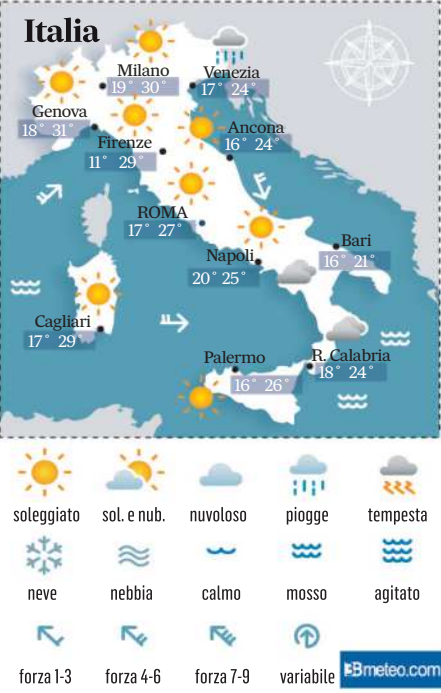 Italia
Milano
19° 30°
Venezia
17° 24°
Genova
18° 31°
Ancona
16° 24°
Firenze
11° 29°
ROMA
17° 27°
Napoli
20° 25°
Bari
16° 21°
Cagliari
17° 29°
Palermo
16° 26°
R. Calabria
18° 24°
soleggiato
sol. e nub.
nuvoloso
piogge
tempesta
neve
nebbia
calmo
mosso
agitato
forza 1-3
forza 4-6
forza 7-9
variabile
3Bmeteo.com